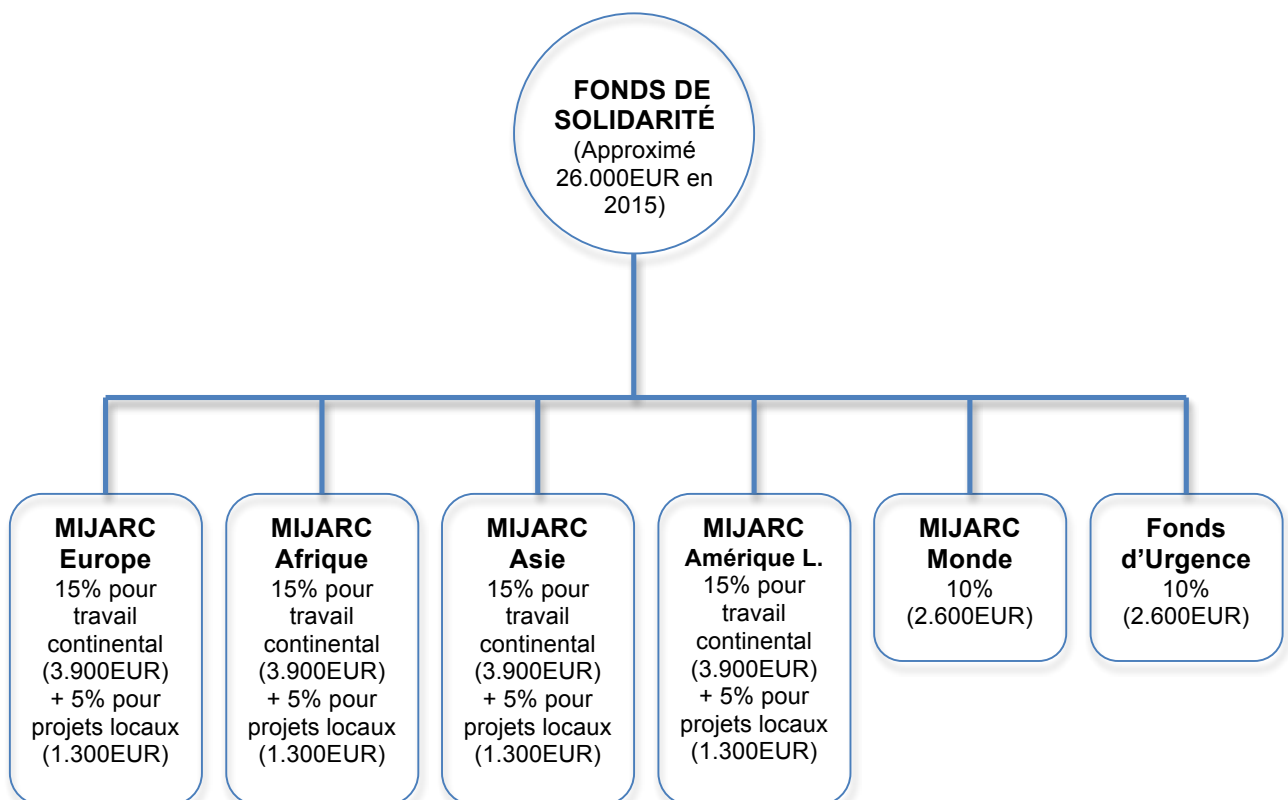 FONDS DE
SOLIDARITÉ
(Approximé
26.000EUR en
2015)
MIJARC
Europe
15% pour
travail
continental
(3.900EUR)
+ 5% pour
projets locaux
(1.300EUR)
MIJARC
Afrique
15% pour
travail
continental
(3.900EUR)
+ 5% pour
projets locaux
(1.300EUR)
MIJARC
Asie
15% pour
travail
continental
(3.900EUR)
+ 5% pour
projets locaux
(1.300EUR)
MIJARC
Amérique L.
15% pour
travail
continental
(3.900EUR)
+ 5% pour
projets locaux
(1.300EUR)
MIJARC
Monde
10%
(2.600EUR)
Fonds
d’Urgence
10%
(2.600EUR)